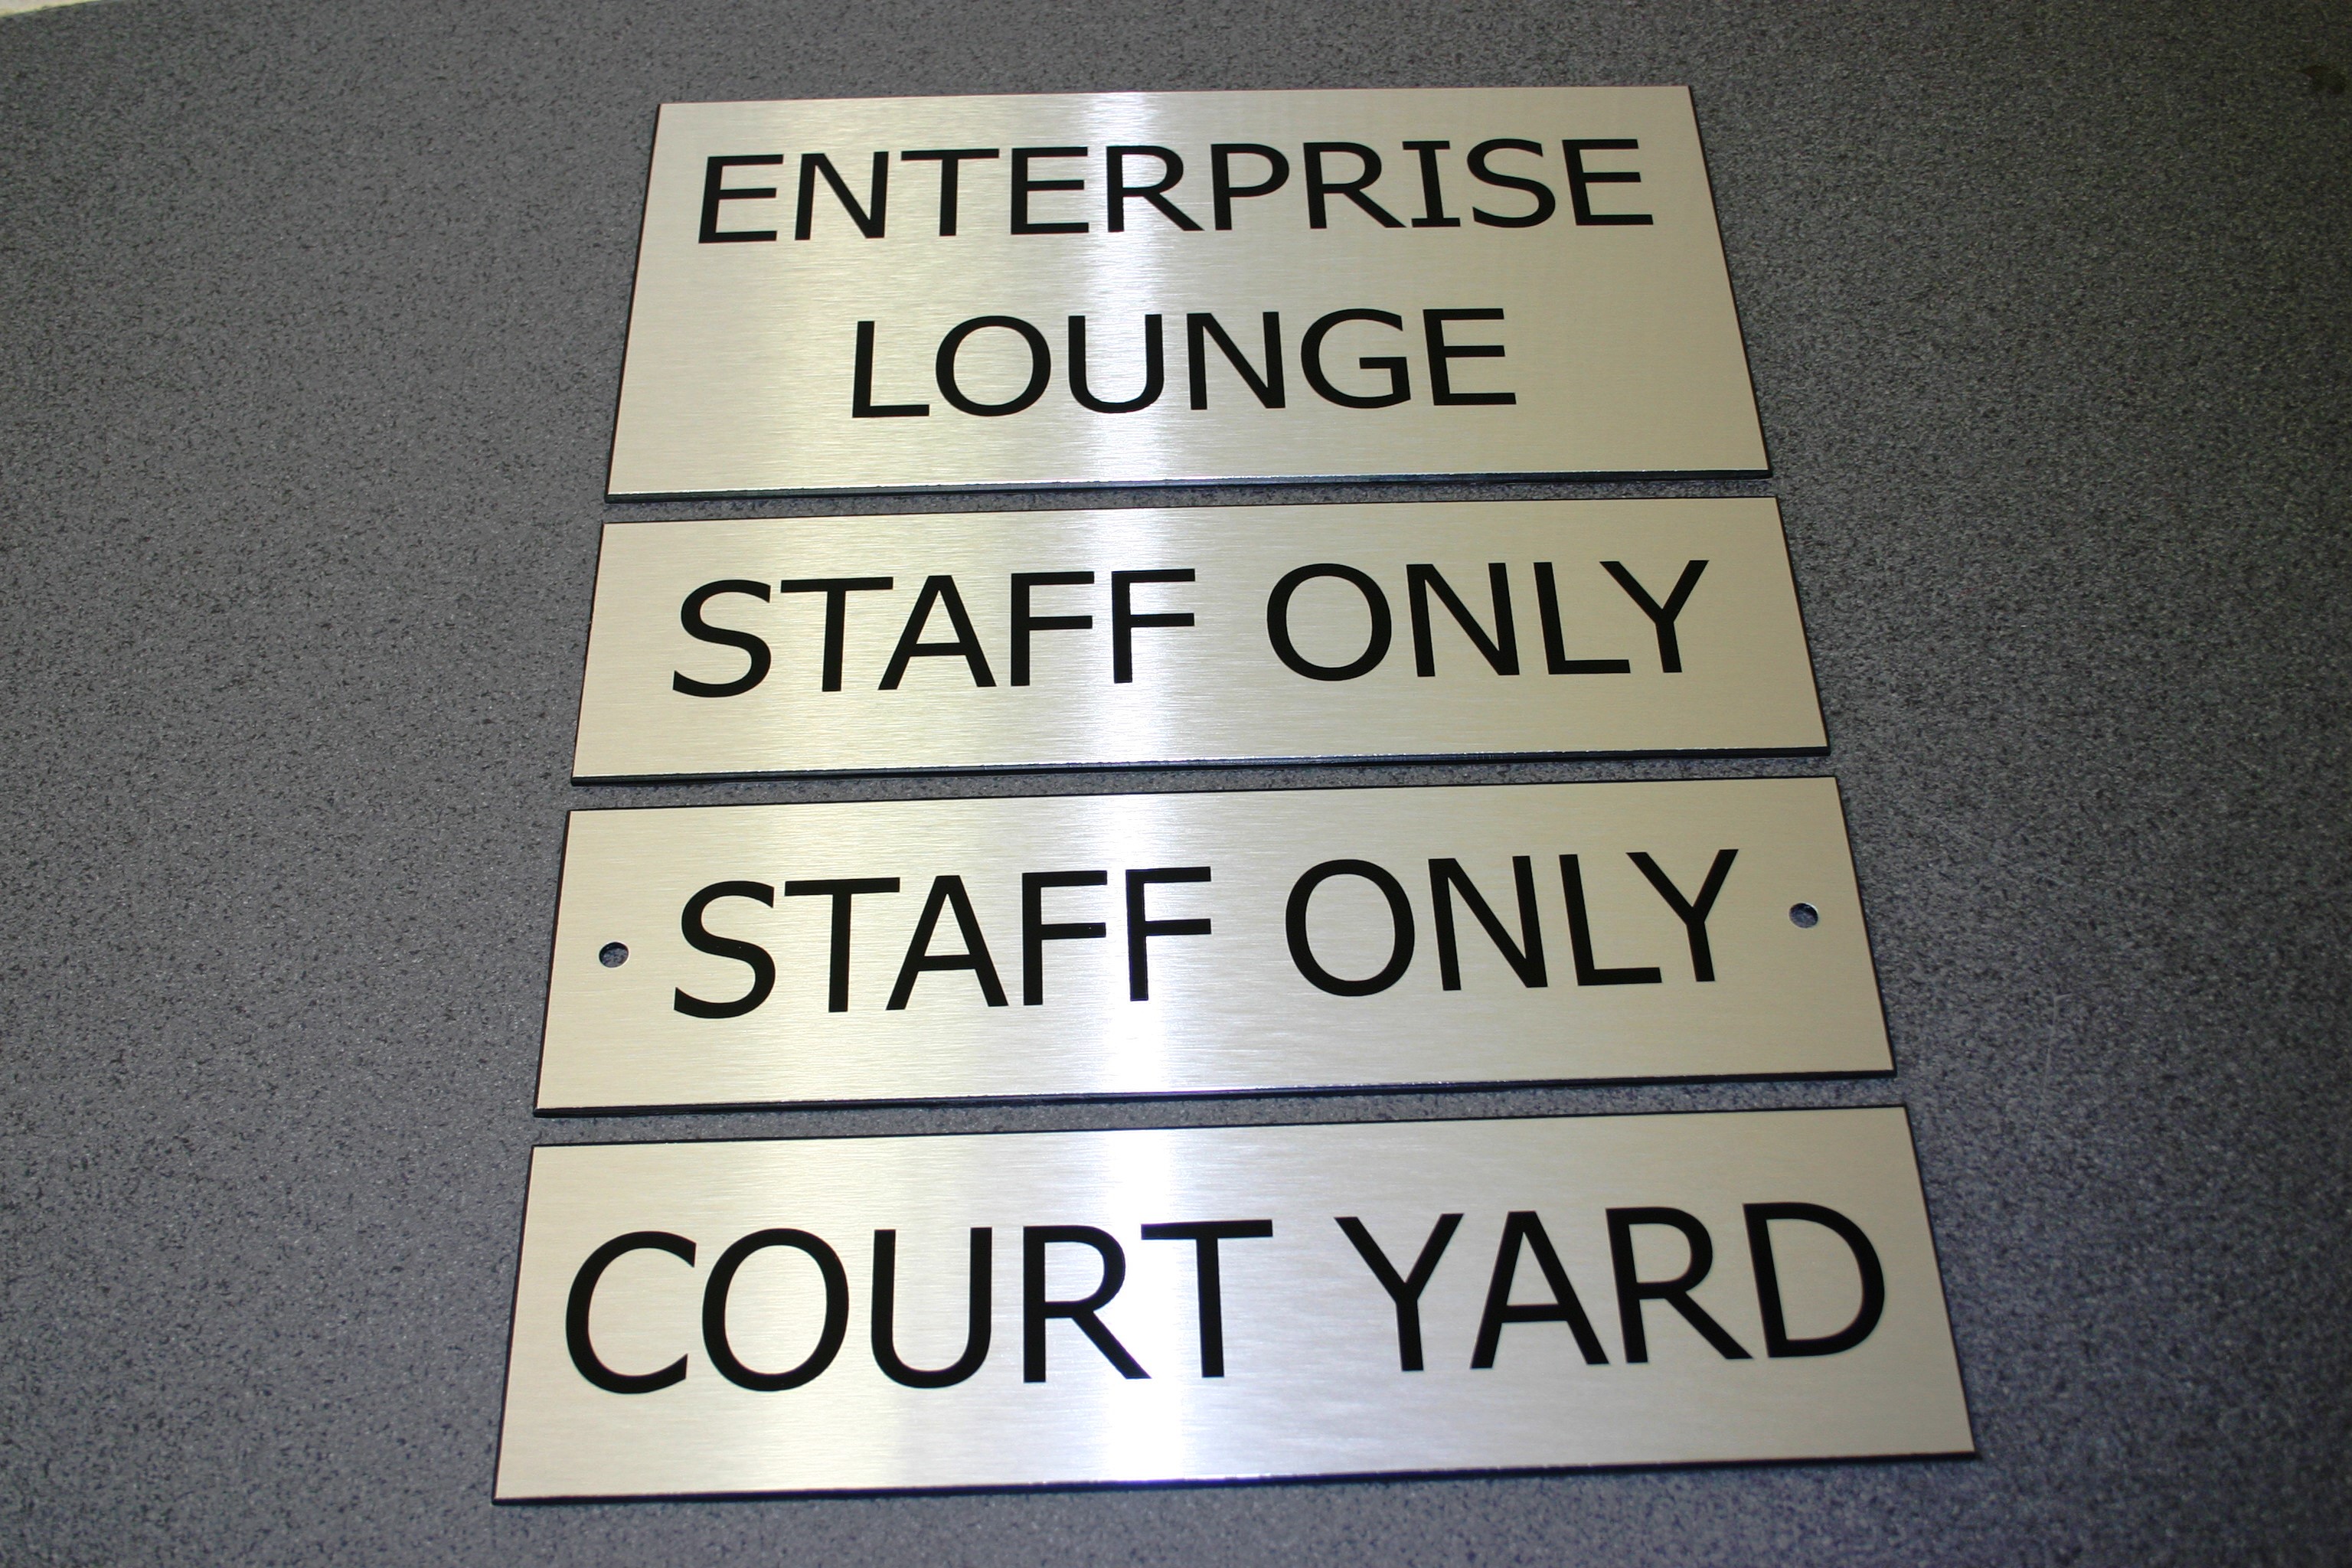 ENTERPRISE
LOUNGE
STAFF ONLY
STAFF ONLY
COURT YARD